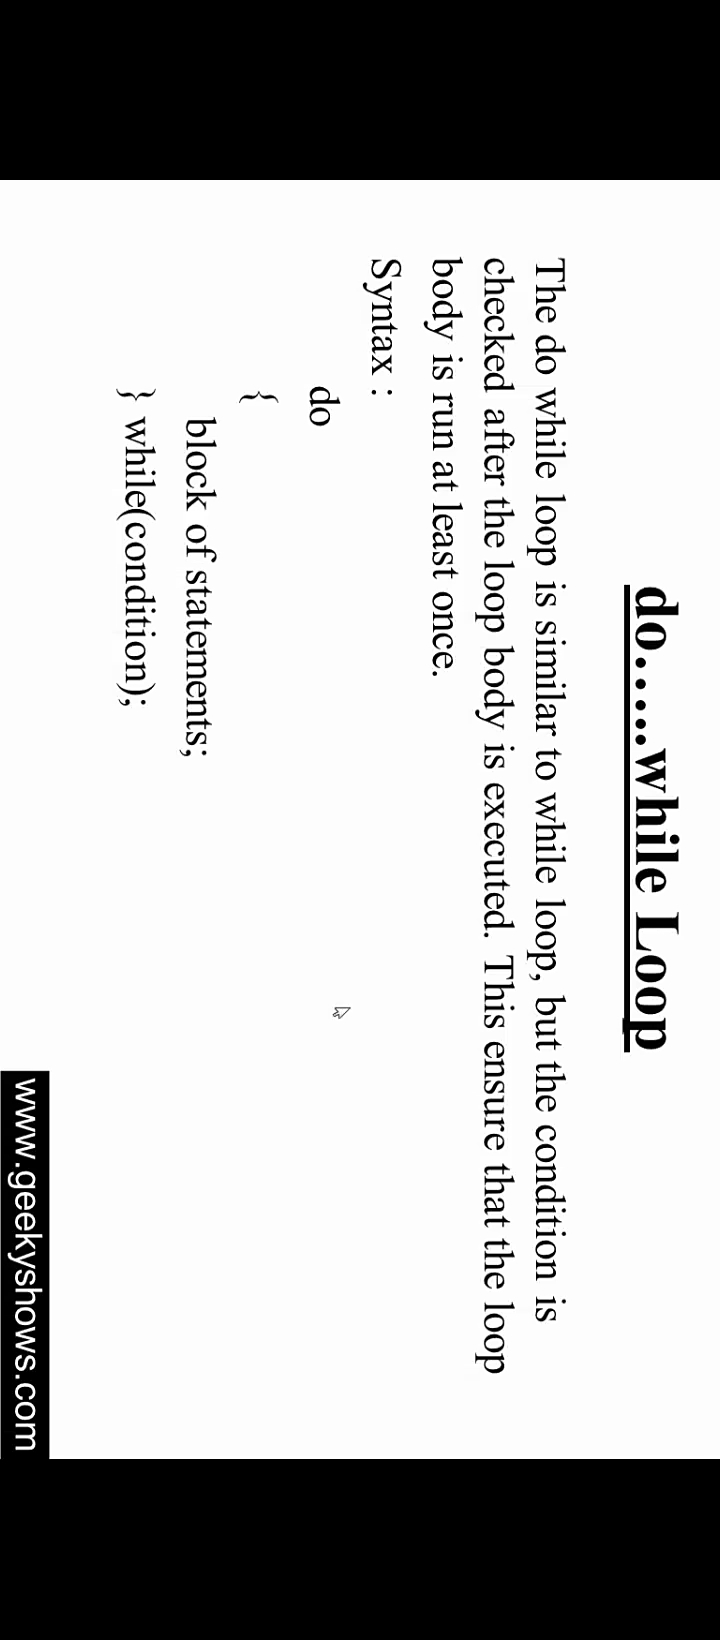 do.....while Loop
The do while loop is similar to while loop, but the condition is
checked after the loop body is executed. This ensure that the loop
body is run at least once.
Syntax :
do
{
block of statements;
} while(condition);
www.geekyshows.com